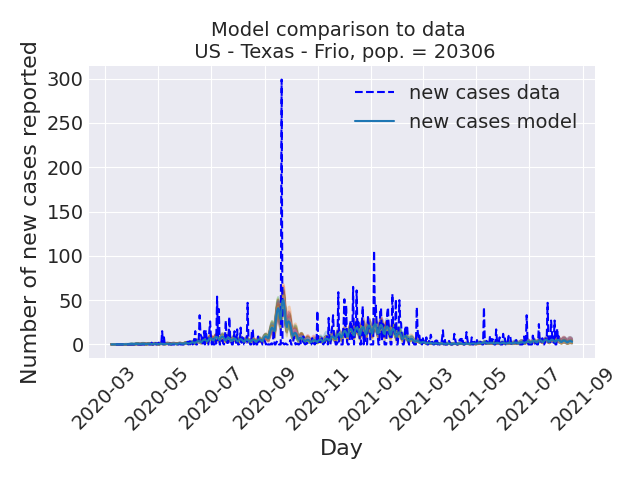 Model comparison to data
US - Texas - Frio, pop. = 20306
Number of new cases reported
300
250
200
150
100
50
0
new cases data
new cases model
2020-03
2020-05
2020-07
2020-09
2020-11
2021-01
2021-03
2021-05
2021-07
2021-09
Day